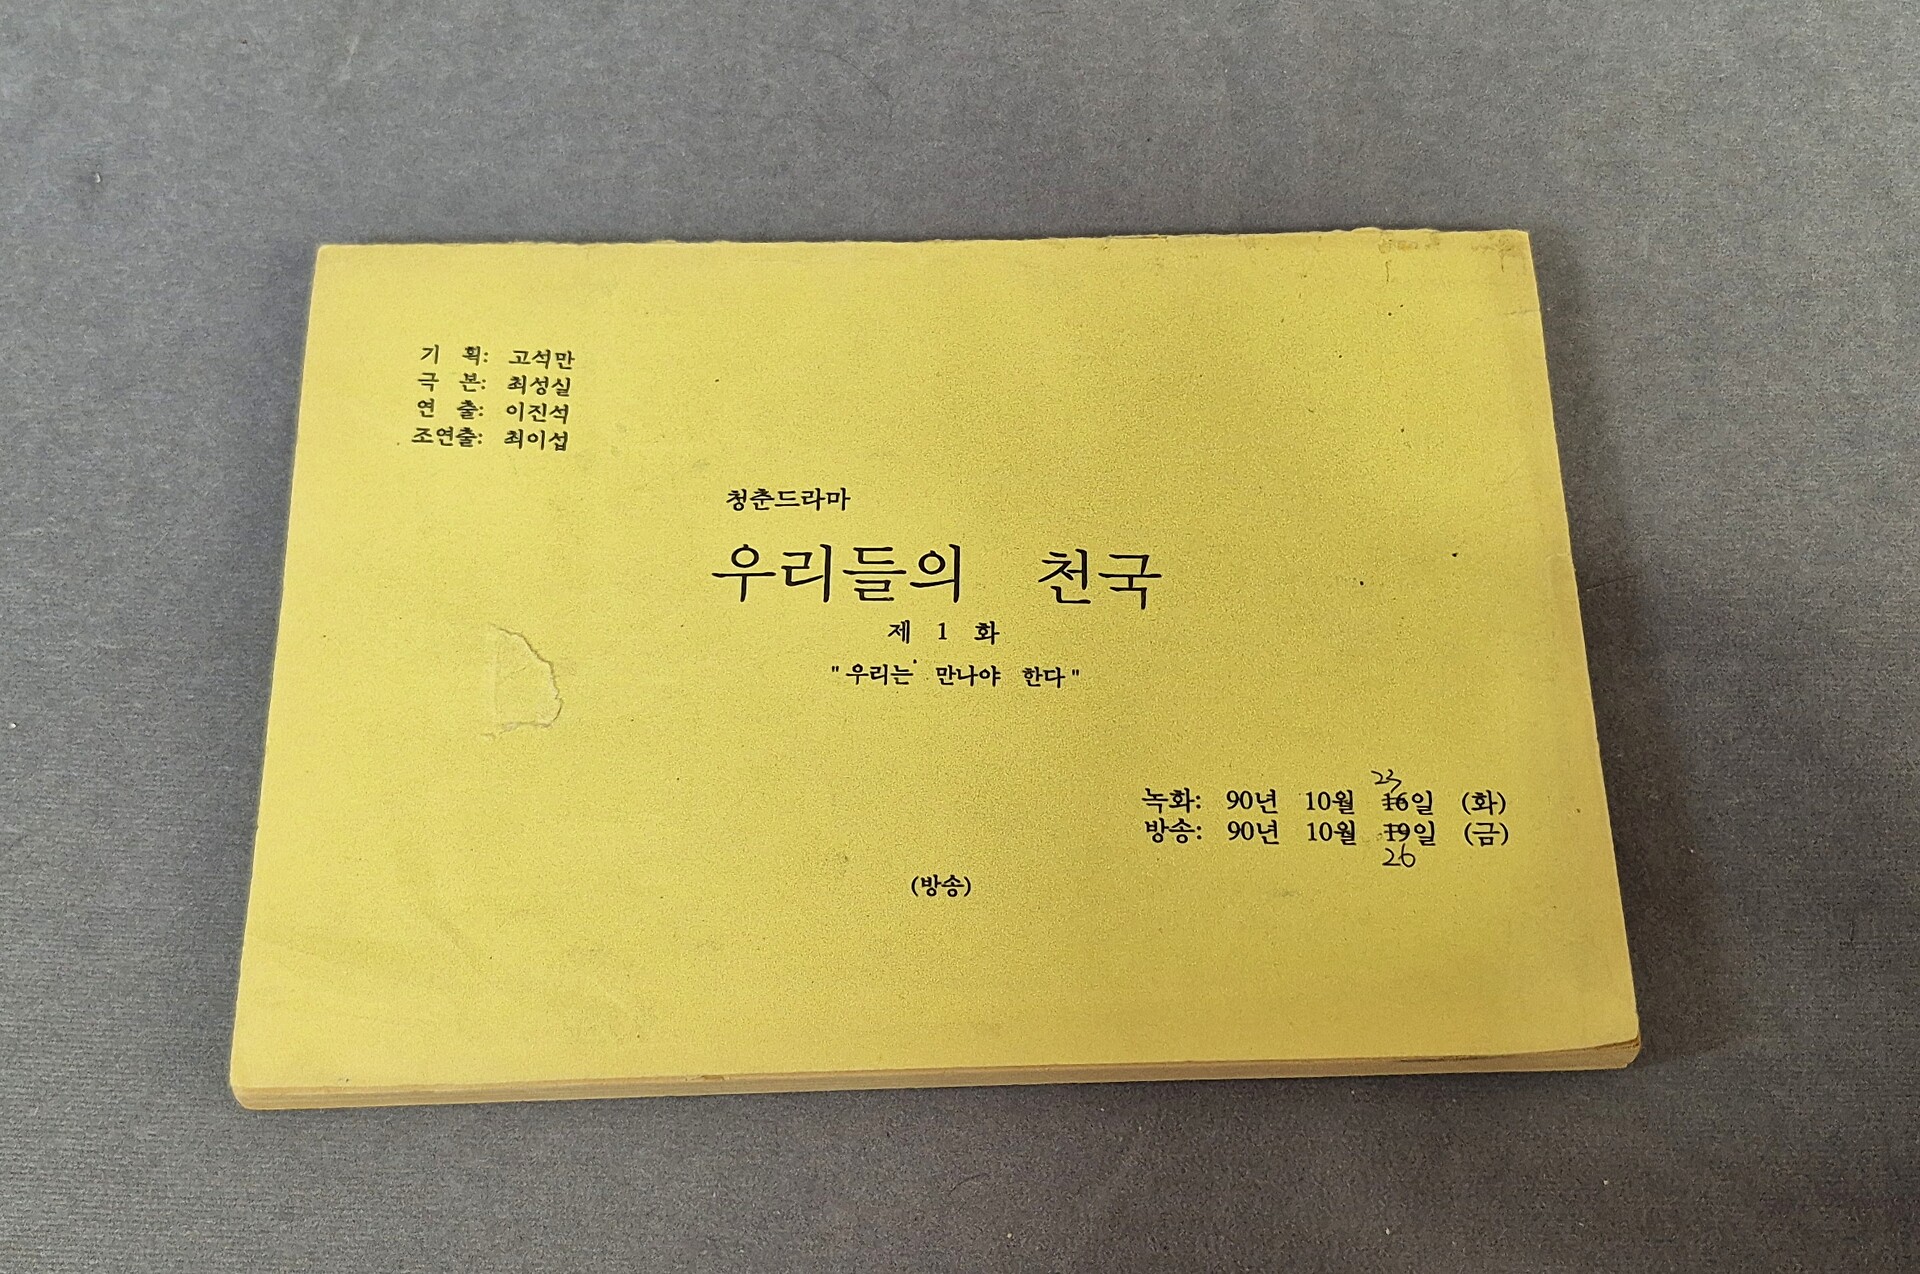 기 획: 고석만
극 본: 최성실
연 출: 이진석
조연출: 최이섭
청춘드라마
우리들의 천국
제 1 화
"우리는 만나야 한다"
23
녹화: 90년 10월 16일 (화)
방송: 90년 10월 19일 (금)
26
(방송)